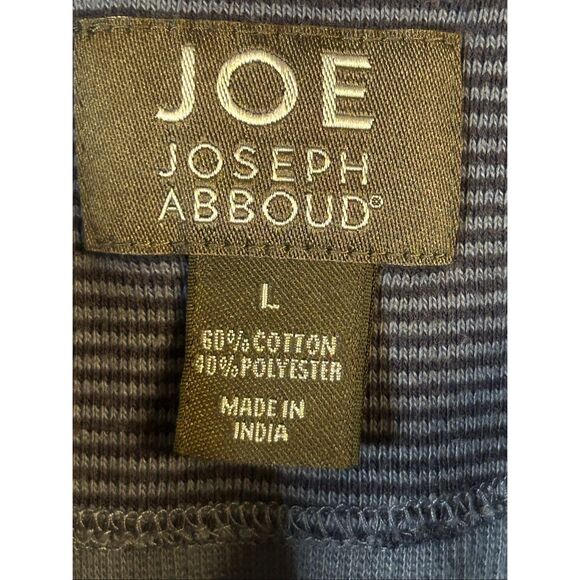 JOE
JOSEPH
ABBOUD®
L
60% COTTON
40% POLYESTER
MADE IN
INDIA